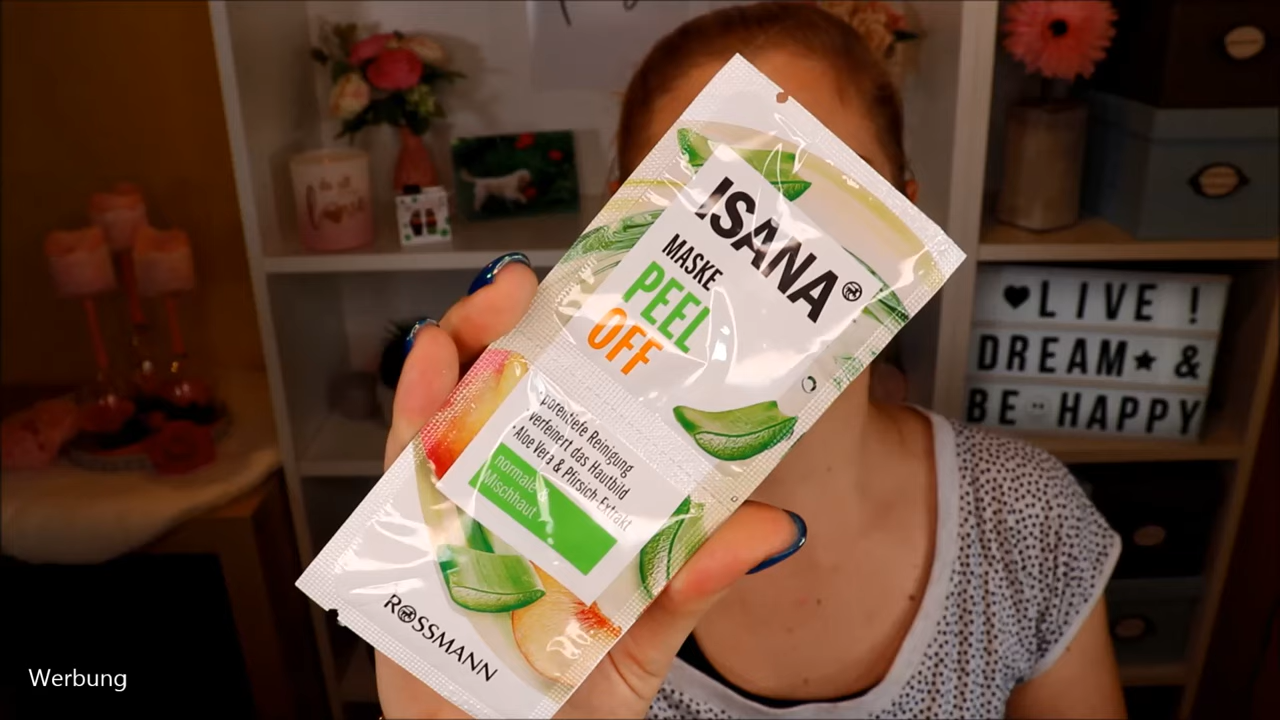 ISANA®
MASKE
PEEL
OFF
· porentiefe Reinigung
verfeinert das Hautbild
· Aloe Vera & Pfirsich-Extrakt
normale &
Mischhaut
ROSSMANN
LIVE!
DREAM★&
BE HAPPY
love
Werbung